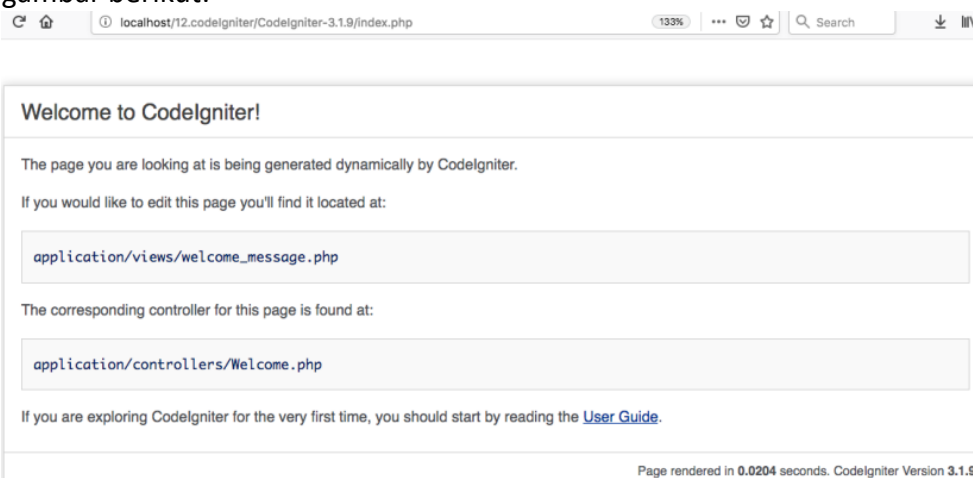 gambar berikut.
localhost/12.codeIgniter/CodeIgniter-3.1.9/index.php 133% Search
Welcome to CodeIgniter!
The page you are looking at is being generated dynamically by CodeIgniter.
If you would like to edit this page you'll find it located at:
application/views/welcome_message.php
The corresponding controller for this page is found at:
application/controllers/Welcome.php
If you are exploring CodeIgniter for the very first time, you should start by reading the User Guide.
Page rendered in 0.0204 seconds. CodeIgniter Version 3.1.9